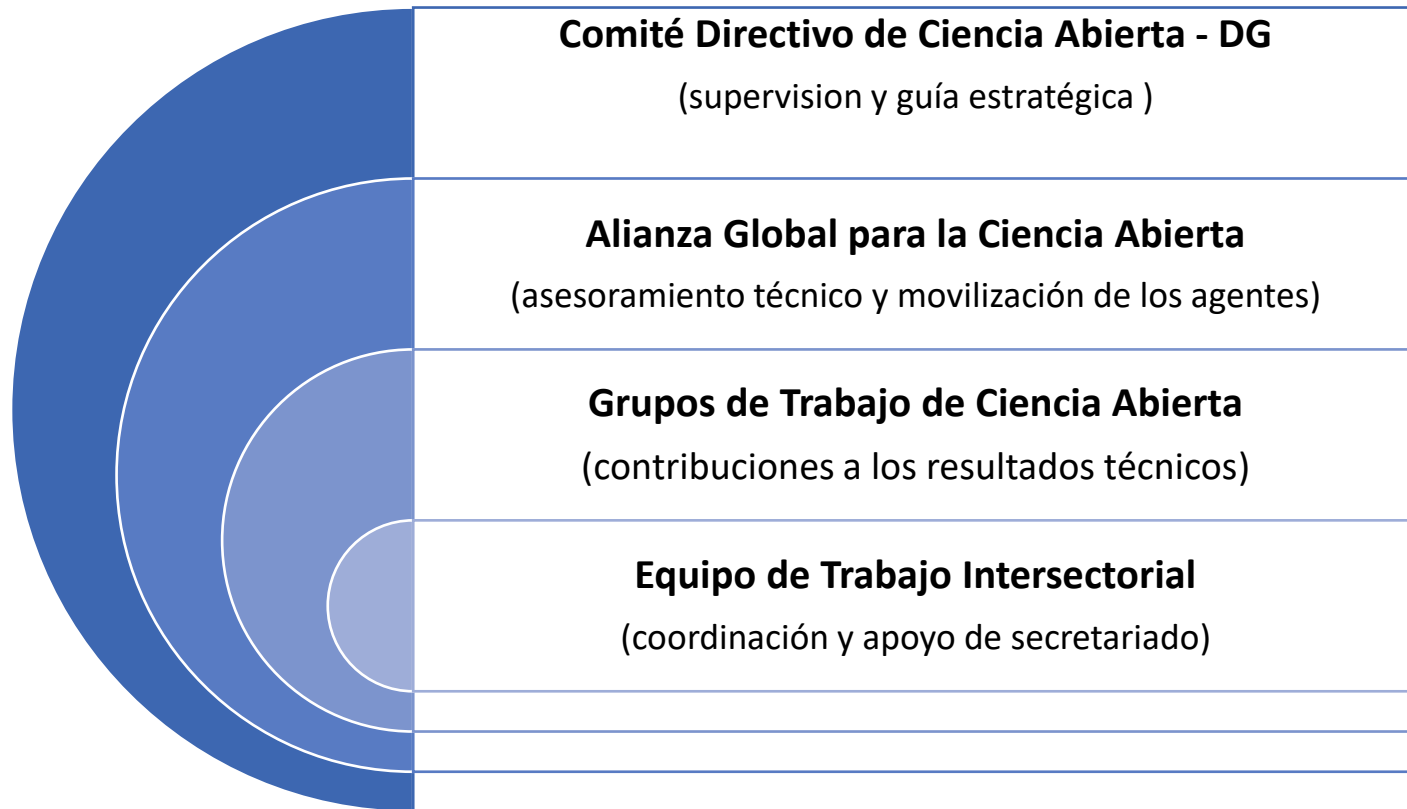 Comité Directivo de Ciencia Abierta - DG
(supervision y guía estratégica )
Alianza Global para la Ciencia Abierta
(asesoramiento técnico y movilización de los agentes)
Grupos de Trabajo de Ciencia Abierta
(contribuciones a los resultados técnicos)
Equipo de Trabajo Intersectorial
(coordinación y apoyo de secretariado)